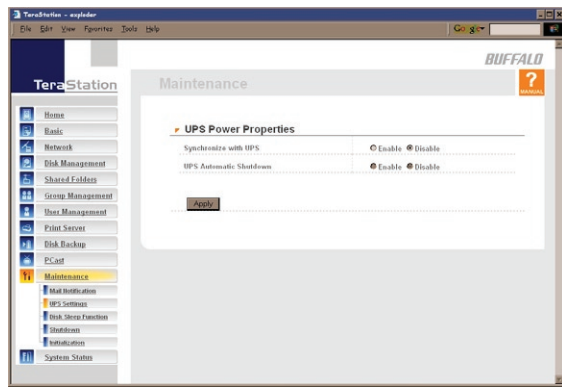 TeraStation - exploder
File Edit View Favorites Tools Help
Google
BUFFALO
TeraStation
Maintenance
?
MANUAL
Home
Basic
Network
Disk Management
Shared Folders
Group Management
User Management
Print Server
Disk Backup
PCast
Maintenance
Mail Notification
UPS Settings
Disk Sleep Function
Shutdown
Initialization
System Status
UPS Power Properties
Synchronize with UPS Enable Disable
UPS Automatic Shutdown Enable Disable
Apply